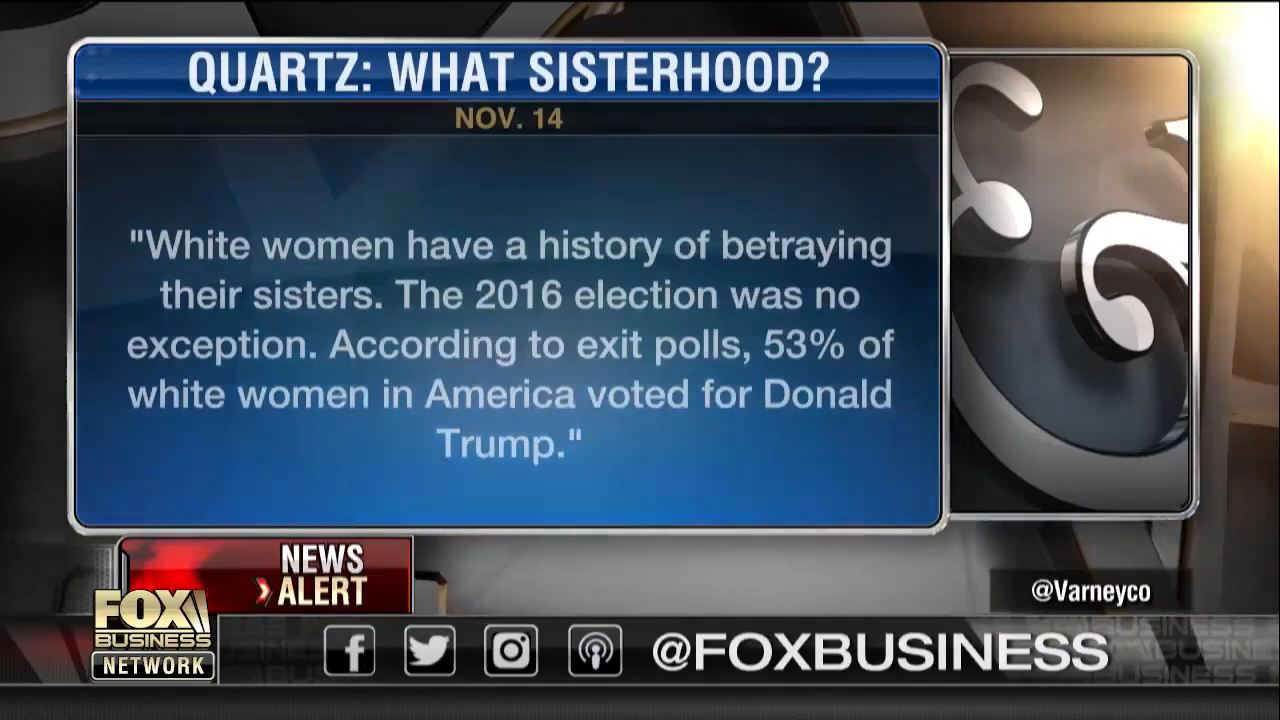 QUARTZ: WHAT SISTERHOOD?
NOV. 14
"White women have a history of betraying
their sisters. The 2016 election was no
exception. According to exit polls, 53% of
white women in America voted for Donald
Trump."
NEWS
ALERT
@Varneyco
FOX
BUSINESS
NETWORK
@FOXBUSINESS